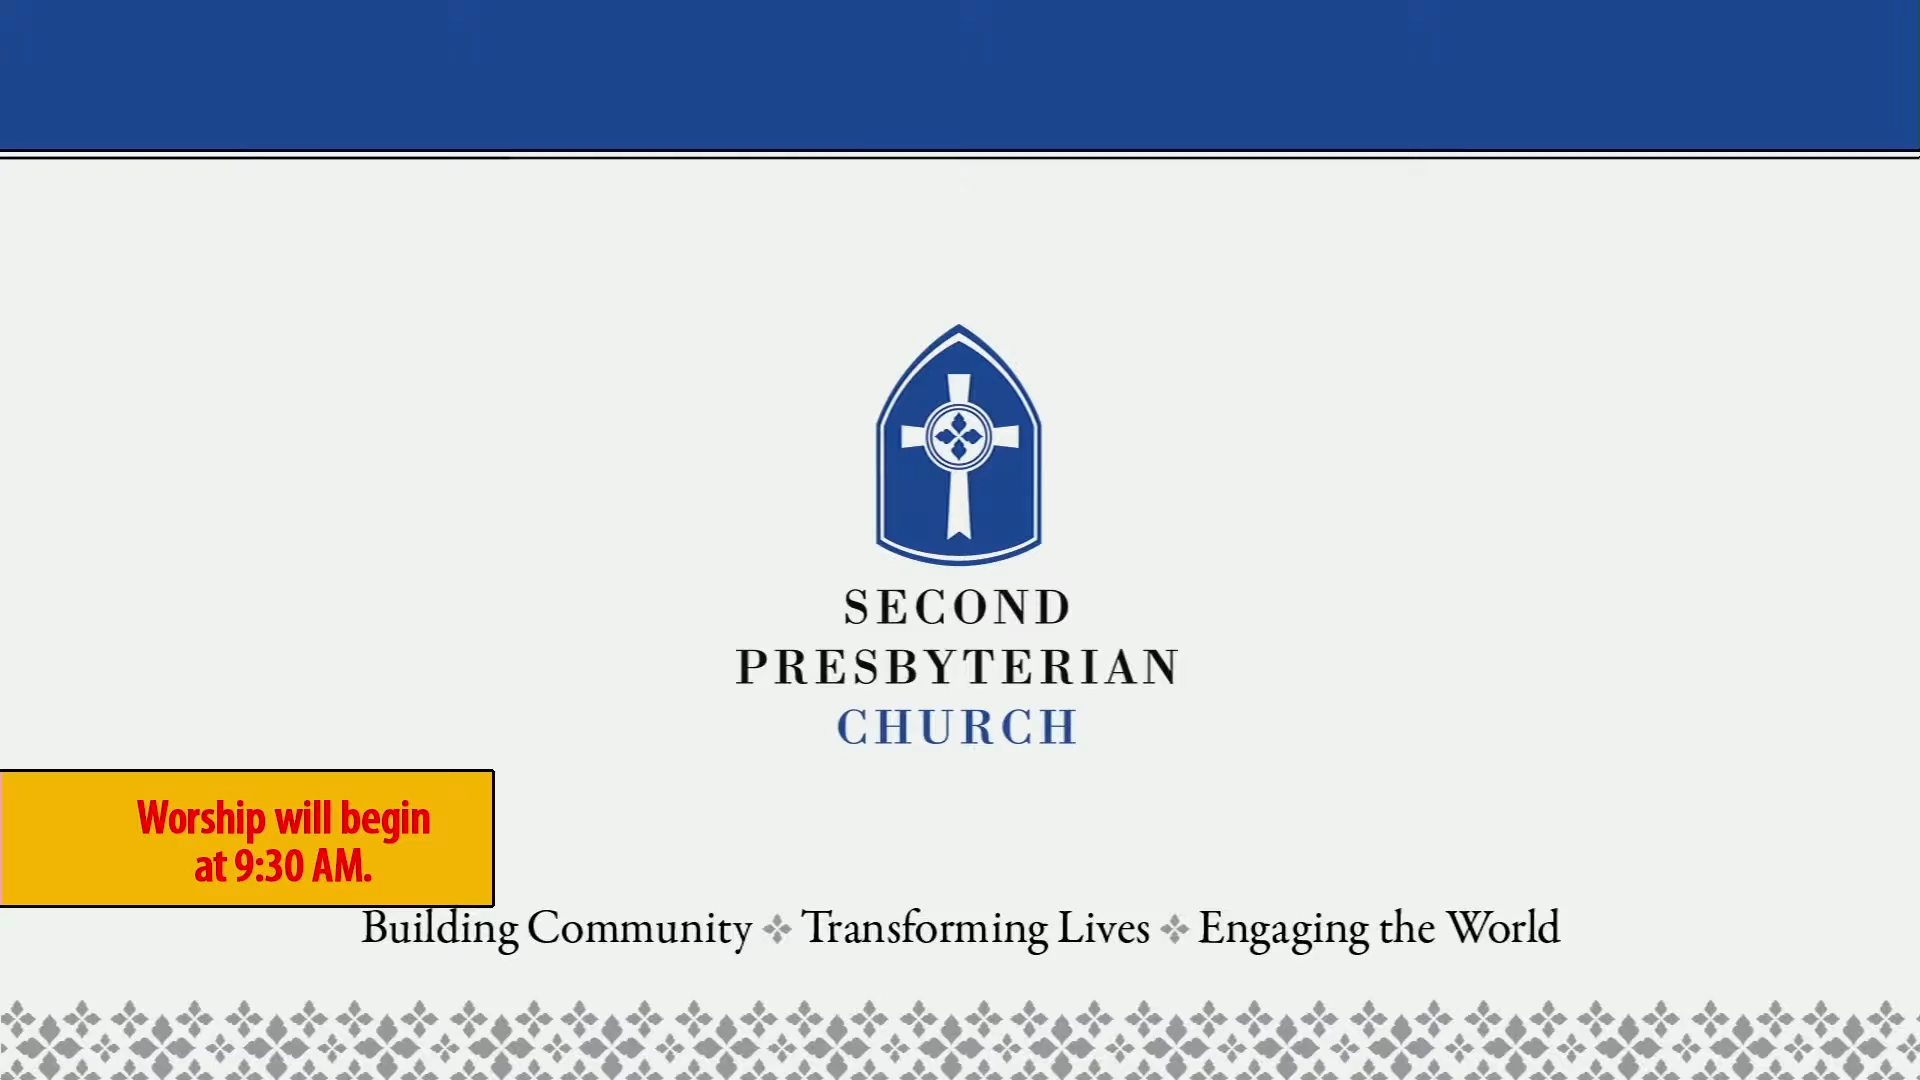 SECOND
PRESBYTERIAN
CHURCH
Worship will begin
at 9:30 AM.
Building Community Transforming Lives Engaging the World